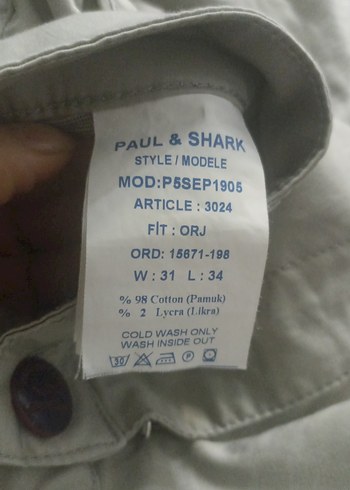 PAUL & SHARK
STYLE / MODELE
MOD:P5SEP1905
ARTICLE : 3024
FİT : ORJ
ORD: 15671-198
W : 31 L : 34
% 98 Cotton (Pamuk)
% 2 Lycra (Likra)
COLD WASH ONLY
WASH INSIDE OUT
30 P